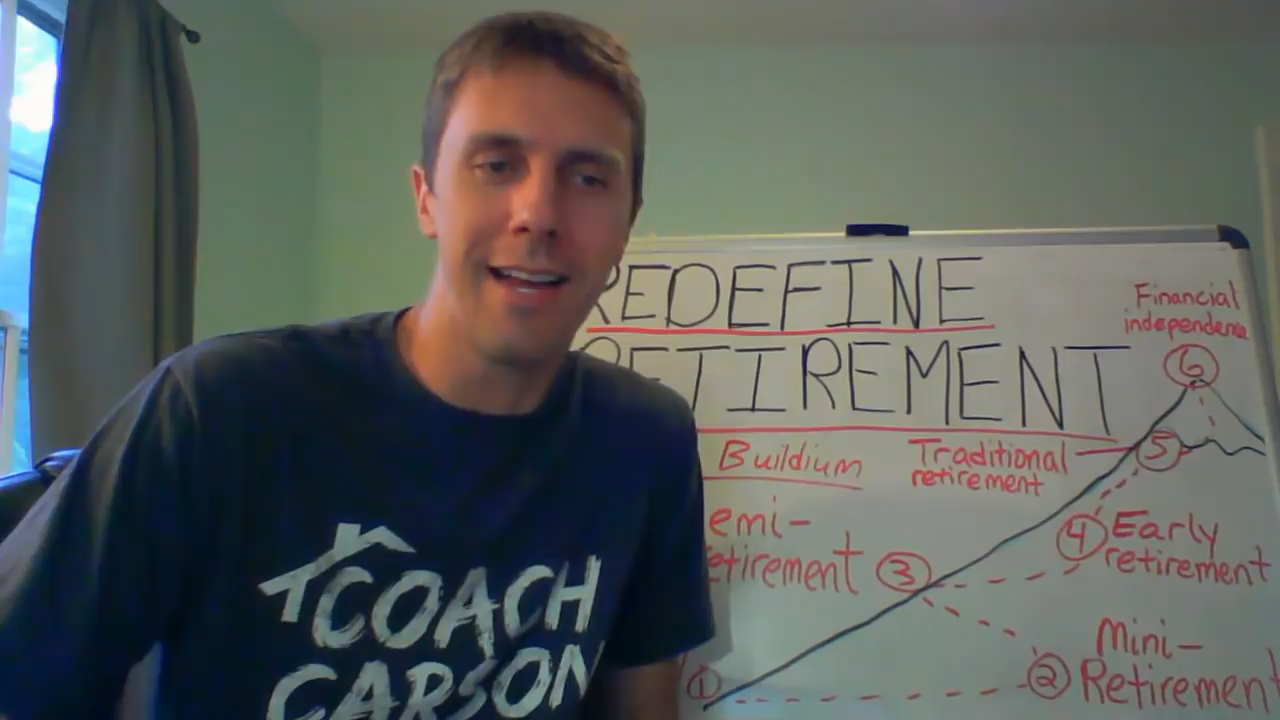 REDEFINE
RETIREMENT
Financial
independence
6
Buildium
Traditional
retirement
5
emi-
etirement
3
4 Early
retirement
Mini-
1
2 Retirement
COACH
CARSON